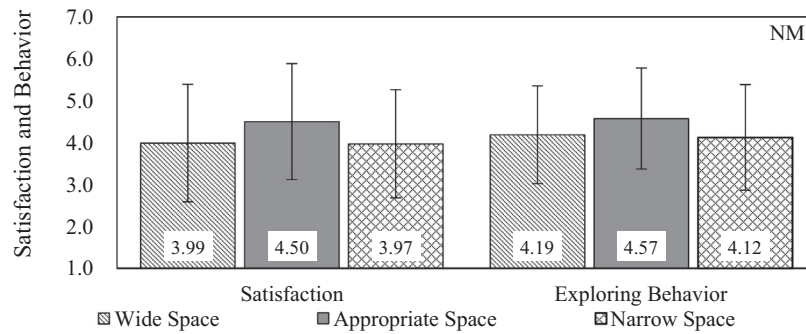 Satisfaction and Behavior
7.0
6.0
5.0
4.0
3.0
2.0
1.0
NM
3.99
4.50
3.97
4.19
4.57
4.12
Satisfaction
Exploring Behavior
Wide Space
Appropriate Space
Narrow Space